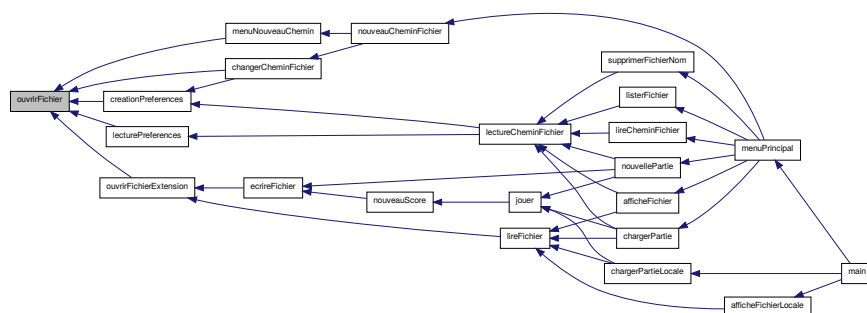 menuNouveauChemin
nouveauCheminFichier
supprimerFichierNom
changerCheminFichier
listerFichier
ouvrirFichier
creationPreferences
lecturePreferences
lectureCheminFichier
lireCheminFichier
menuPrincipal
nouvellePartie
ouvrirFichierExtension
ecrireFichier
nouveauScore
jouer
afficheFichier
lireFichier
chargerPartie
chargerPartieLocale
main
afficheFichierLocale